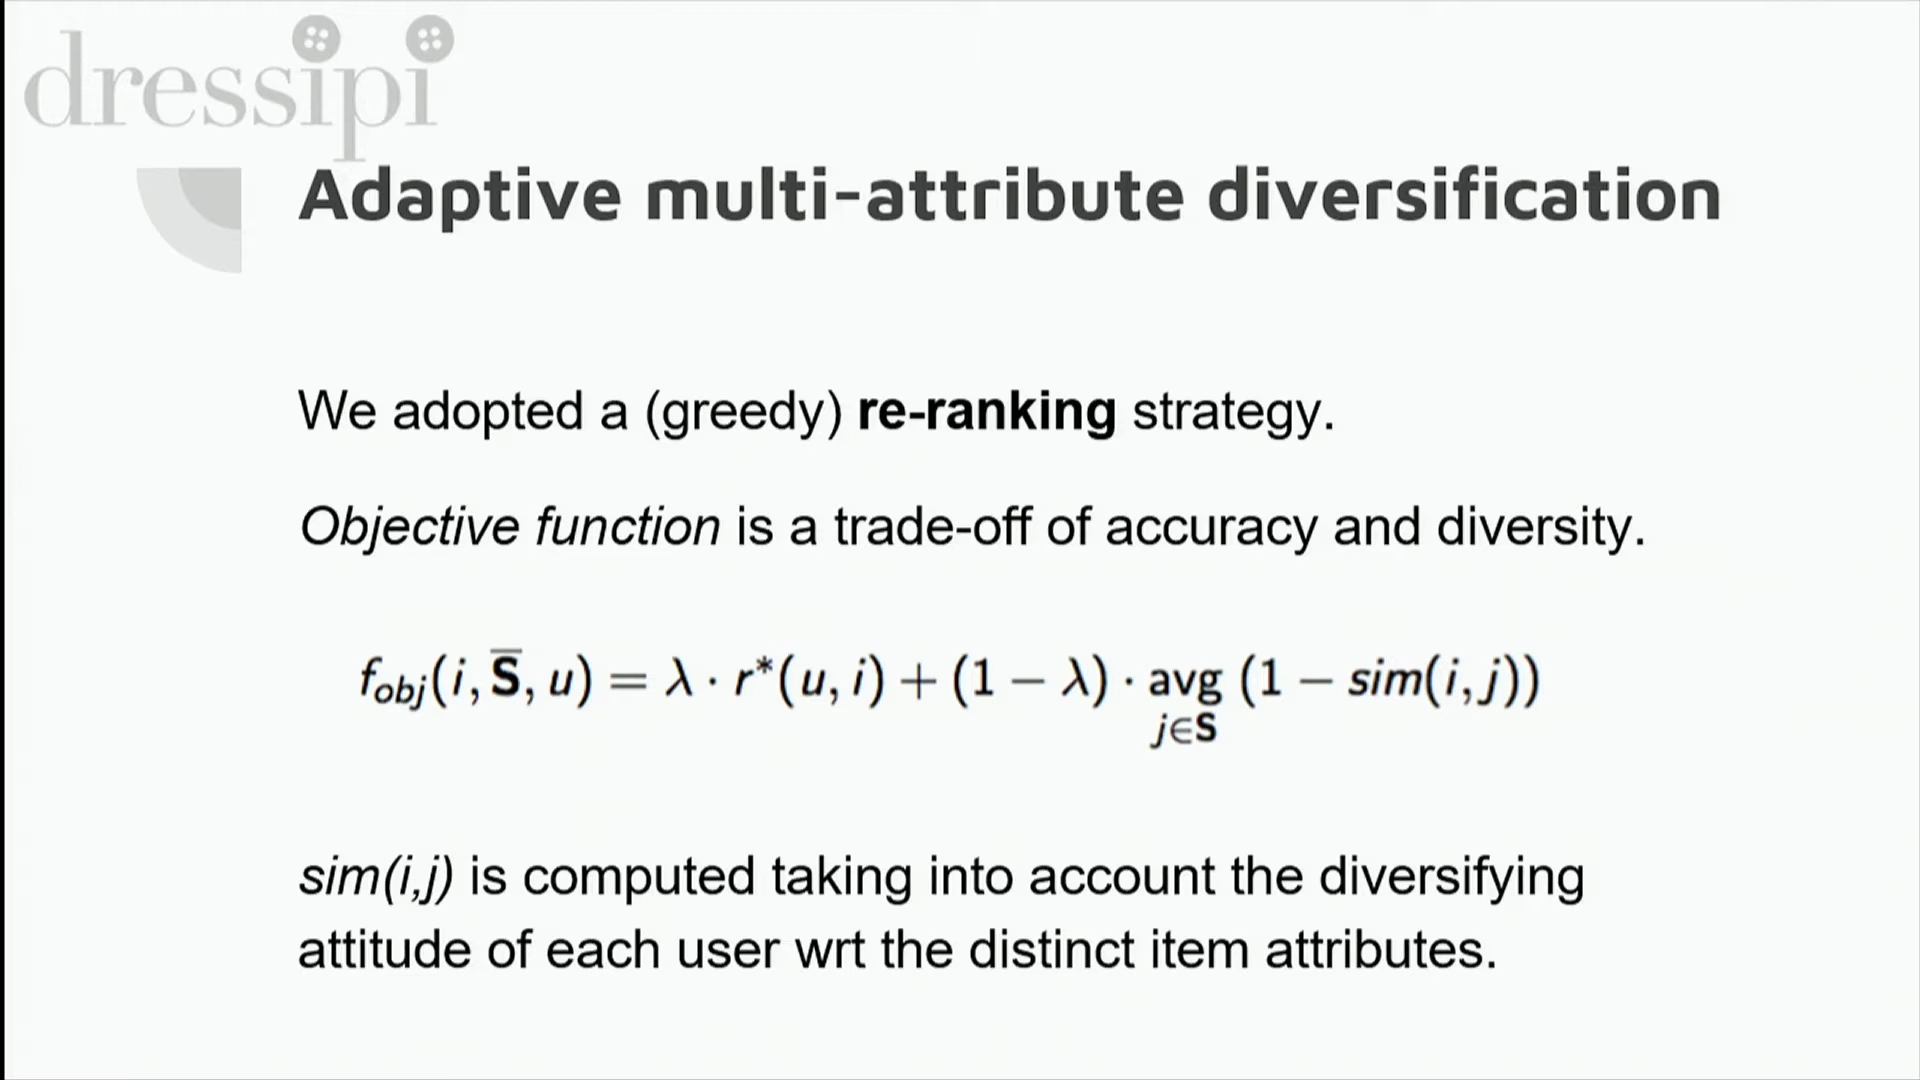 dressipi
Adaptive multi-attribute diversification
We adopted a (greedy) re-ranking strategy.
Objective function is a trade-off of accuracy and diversity.
f_obj(i, S̅, u) = λ · r*(u, i) + (1 − λ) · avg (1 − sim(i, j))
j∈S
sim(i,j) is computed taking into account the diversifying
attitude of each user wrt the distinct item attributes.